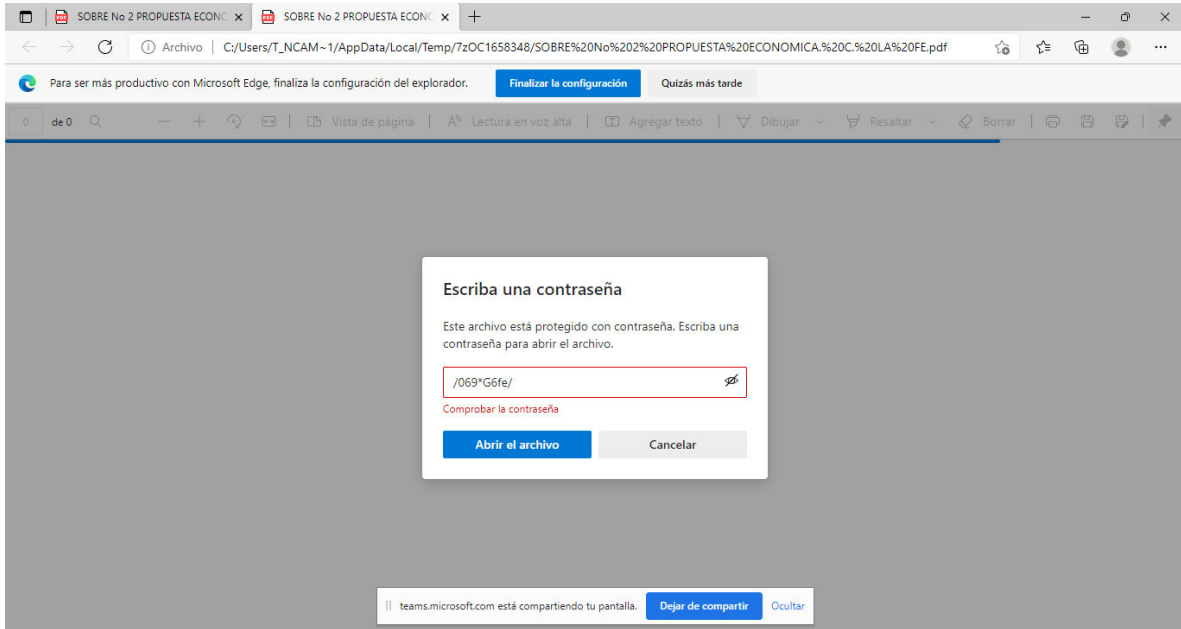 SOBRE No 2 PROPUESTA ECONC
SOBRE No 2 PROPUESTA ECONC
Archivo | C:/Users/T_NCAM~1/AppData/Local/Temp/7zOC1658348/SOBRE%20No%202%20PROPUESTA%20ECONOMICA.%20C.%20LA%20FE.pdf
Para ser más productivo con Microsoft Edge, finaliza la configuración del explorador.
Finalizar la configuración
Quizás más tarde
0 de 0
Vista de página
Lectura en voz alta
Agregar texto
Dibujar
Resaltar
Borrar
Escriba una contraseña
Este archivo está protegido con contraseña. Escriba una
contraseña para abrir el archivo.
/069*G6fe/
Comprobar la contraseña
Abrir el archivo
Cancelar
teams.microsoft.com está compartiendo tu pantalla.
Dejar de compartir
Ocultar